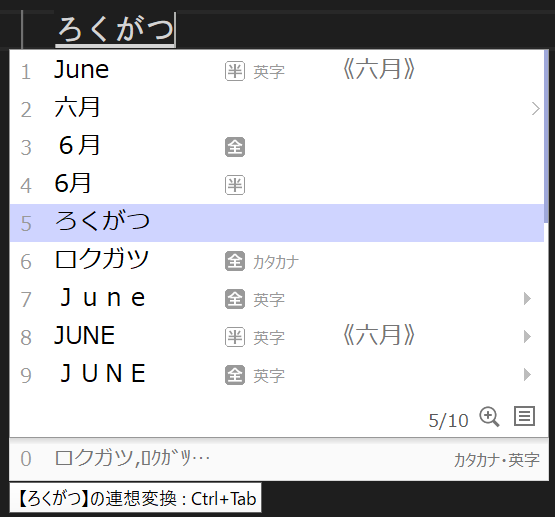 ろくがつ
1 June 半 英字 《六月》
2 六月
3 ６月 全
4 6月 半
5 ろくがつ
6 ロクガツ 全 カタカナ
7 Ｊｕｎｅ 全 英字
8 JUNE 半 英字 《六月》
9 ＪＵＮＥ 全 英字
5/10
0 ロクガツ,ﾛｸｶﾞﾂ… カタカナ・英字
【ろくがつ】の連想変換 : Ctrl+Tab